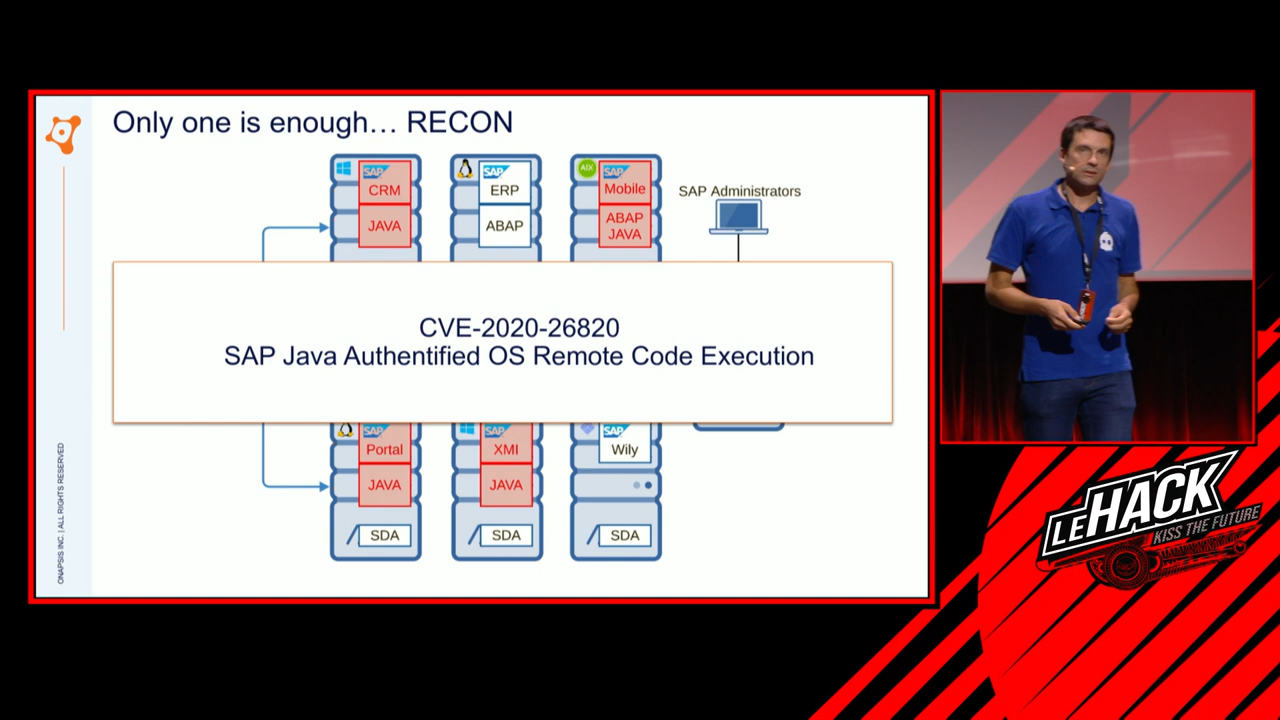 Only one is enough… RECON
SAP
CRM
JAVA
SAP
ERP
ABAP
AIX
SAP
Mobile
ABAP
JAVA
SAP Administrators
CVE-2020-26820
SAP Java Authentified OS Remote Code Execution
SAP
Portal
JAVA
SDA
SAP
XMI
JAVA
SDA
SAP
Wily
SDA
ONAPSIS INC. | ALL RIGHTS RESERVED
LEHACK
KISS THE FUTURE